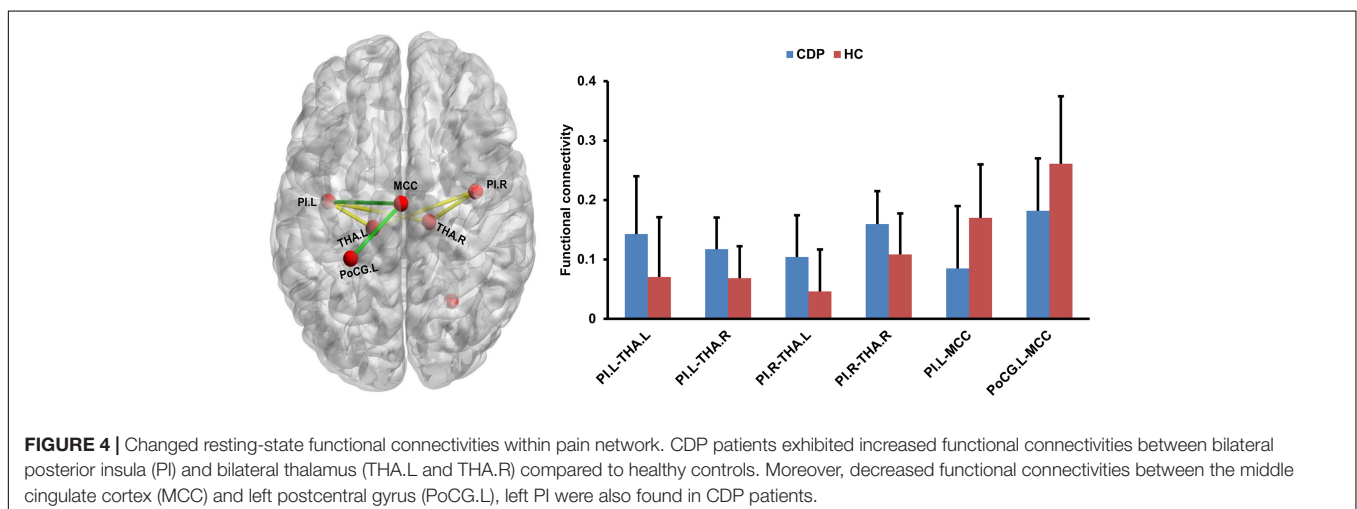 CDP HC
0.4
0.3
0.2
0.1
0
Functional connectivity
MCC
PI.R
PI.L
THA.L
THA.R
PoCG.L
PI.L-THA.L
PI.L-THA.R
PI.R-THA.L
PI.R-THA.R
PI.L-MCC
PoCG.L-MCC
FIGURE 4 | Changed resting-state functional connectivities within pain network. CDP patients exhibited increased functional connectivities between bilateral
posterior insula (PI) and bilateral thalamus (THA.L and THA.R) compared to healthy controls. Moreover, decreased functional connectivities between the middle
cingulate cortex (MCC) and left postcentral gyrus (PoCG.L), left PI were also found in CDP patients.